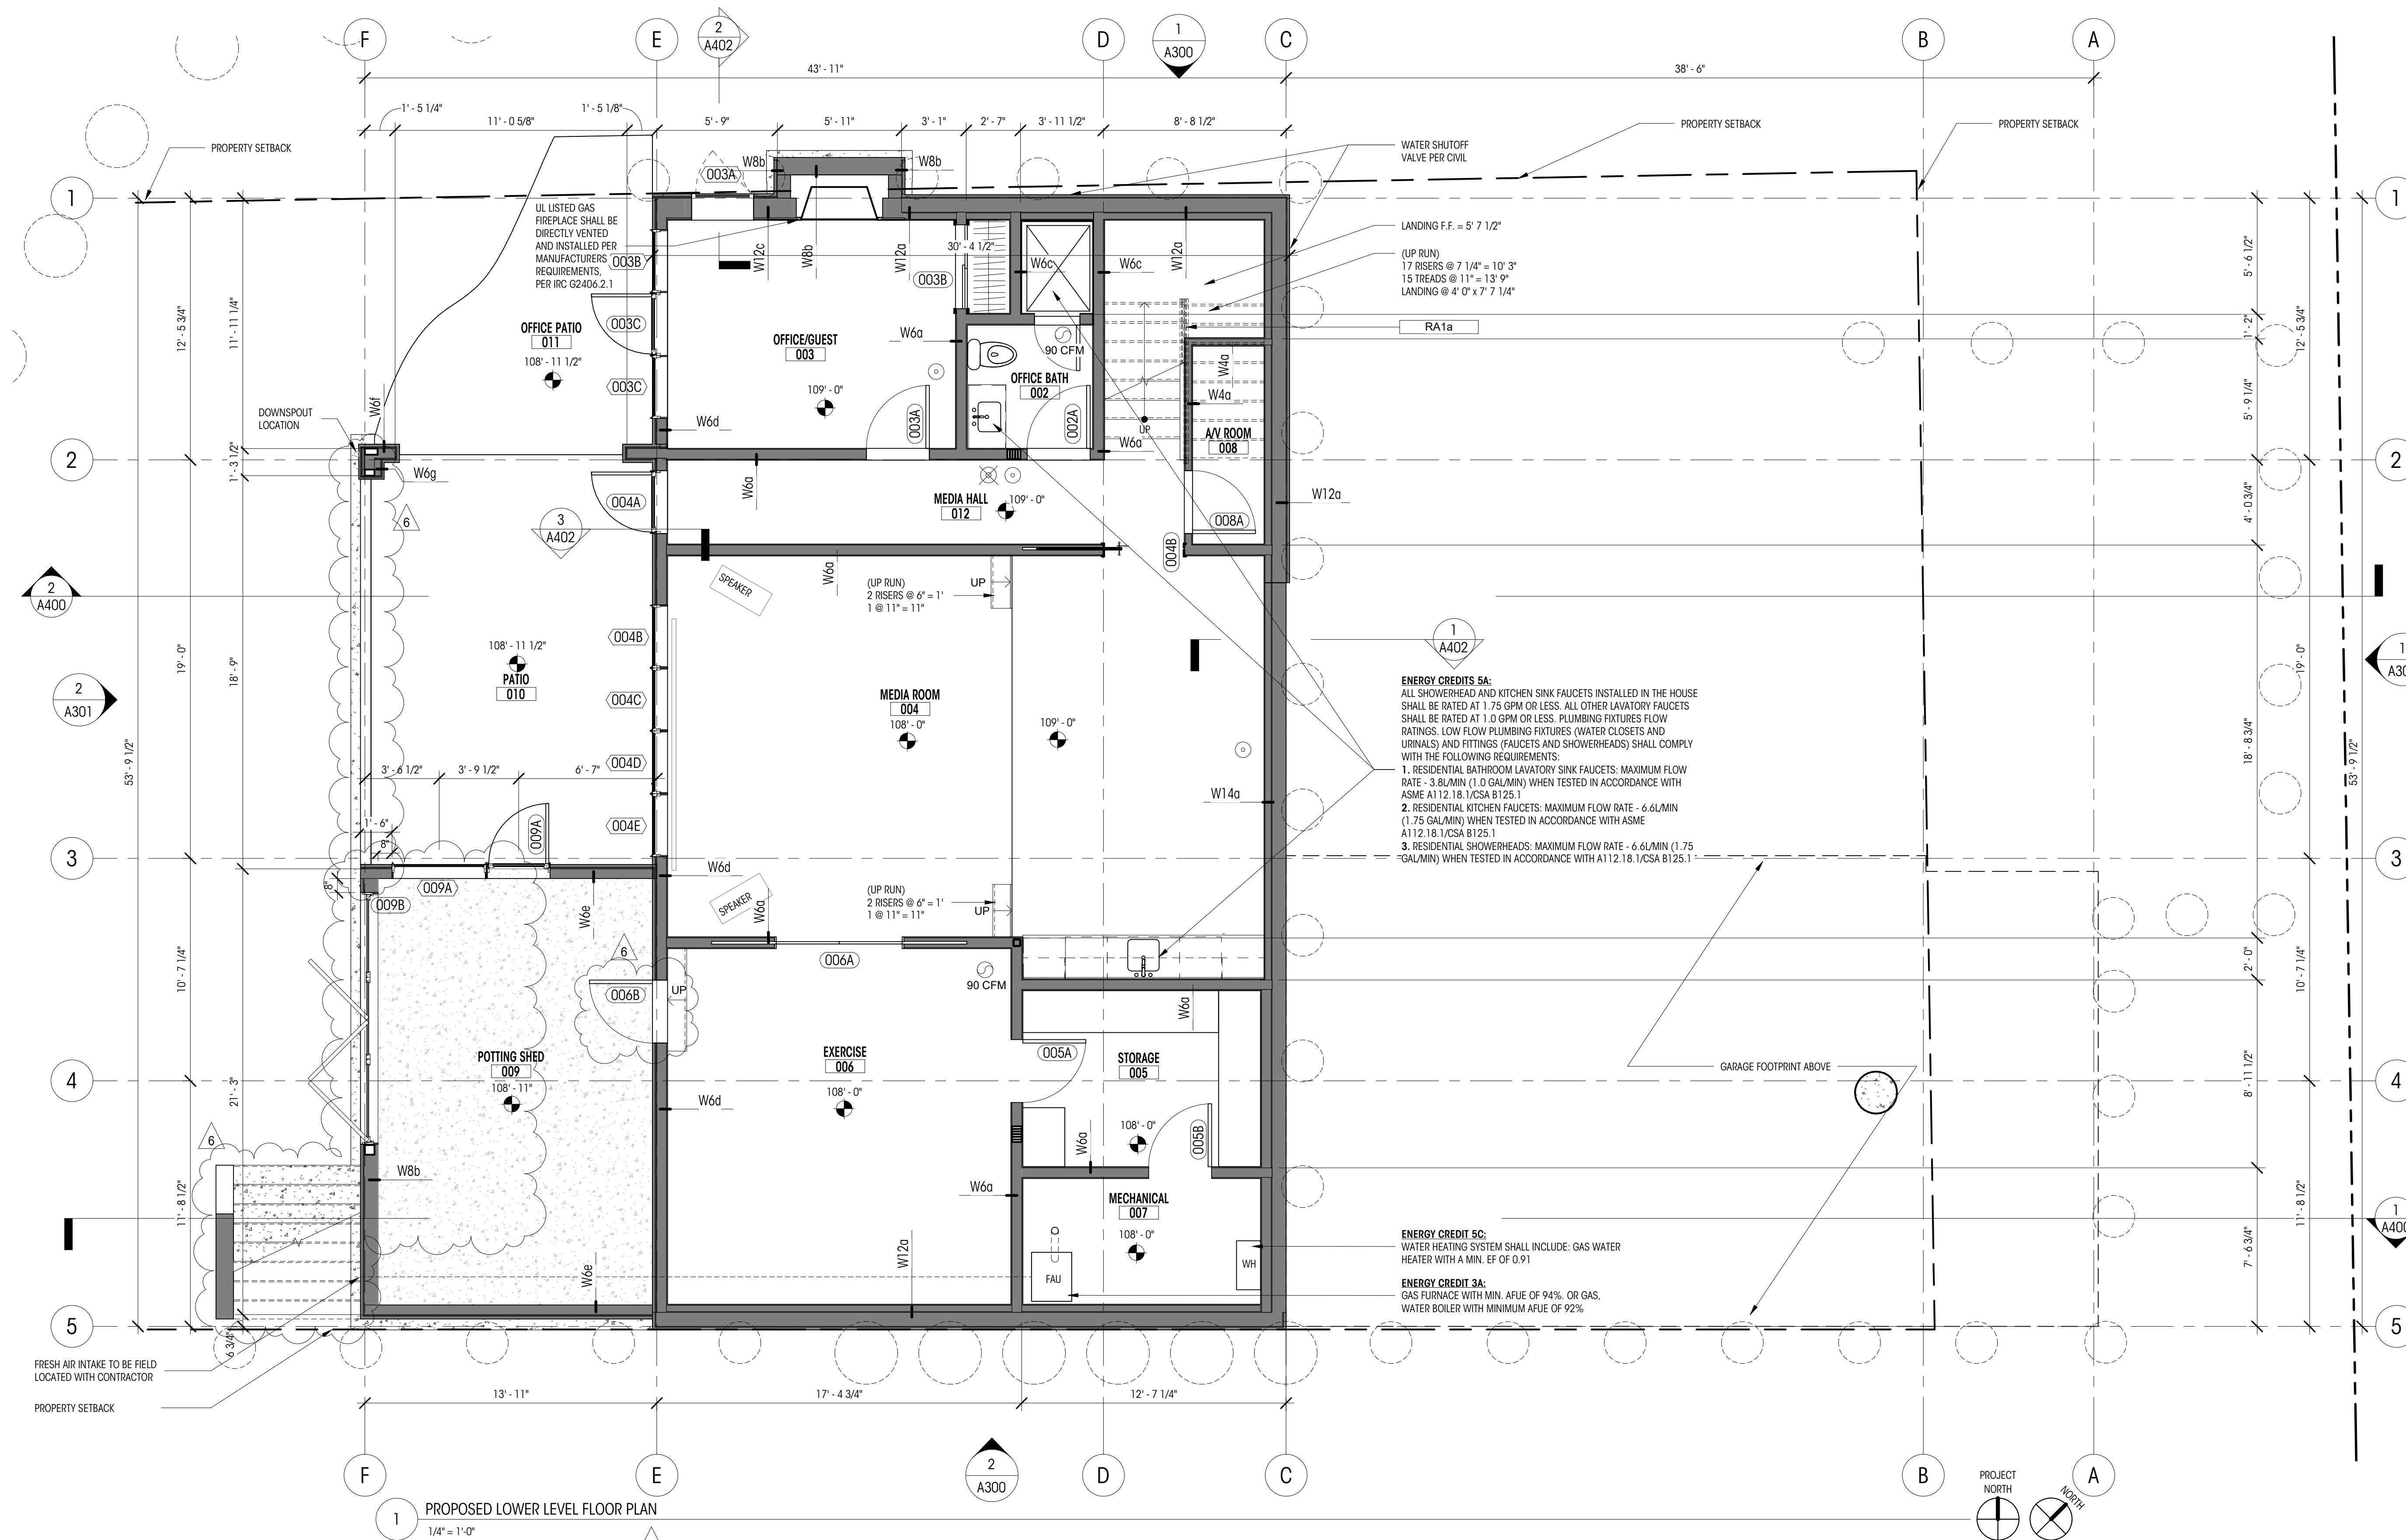 F
E
2
A402
D
1
A300
C
B
A
43' - 11"
38' - 6"
1' - 5 1/4"
11' - 0 5/8"
1' - 5 1/8"
5' - 9"
5' - 11"
3' - 1"
2' - 7"
3' - 11 1/2"
8' - 8 1/2"
PROPERTY SETBACK
WATER SHUTOFF
VALVE PER CIVIL
PROPERTY SETBACK
PROPERTY SETBACK
1
1
W8b
W8b
003A
UL LISTED GAS
FIREPLACE SHALL BE
DIRECTLY VENTED
AND INSTALLED PER
MANUFACTURERS
REQUIREMENTS,
PER IRC G2406.2.1
003B
W12c
W8b
W12a
30' - 4 1/2"
003B
W6c
W6c
W12a
LANDING F.F. = 5' 7 1/2"
(UP RUN)
17 RISERS @ 7 1/4" = 10' 3"
15 TREADS @ 11" = 13' 9"
LANDING @ 4' 0" x 7' 7 1/4"
RA1a
OFFICE PATIO
011
108' - 11 1/2"
003C
003C
OFFICE/GUEST
003
109' - 0"
W6a
90 CFM
OFFICE BATH
002
W4a
W4a
A/V ROOM
008
UP
W6a
12' - 5 3/4"
11' - 11 1/4"
5' - 6 1/2"
1' - 2"
12' - 5 3/4"
5' - 9 1/4"
DOWNSPOUT
LOCATION
W6f
W6d
003A
002A
2
2
1' - 3 1/2"
W6g
W6a
004A
6
3
A402
MEDIA HALL
012
109' - 0"
W12a
008A
004B
4' - 0 3/4"
2
A400
SPEAKER
W6a
(UP RUN)
2 RISERS @ 6" = 1'
1 @ 11" = 11"
UP
004B
108' - 11 1/2"
PATIO
010
004C
004D
004E
MEDIA ROOM
004
108' - 0"
109' - 0"
1
A402
19' - 0"
18' - 9"
53' - 9 1/2"
2
A301
1
A30
19' - 0"
18' - 8 3/4"
53' - 9 1/2"
ENERGY CREDITS 5A:
ALL SHOWERHEAD AND KITCHEN SINK FAUCETS INSTALLED IN THE HOUSE
SHALL BE RATED AT 1.75 GPM OR LESS. ALL OTHER LAVATORY FAUCETS
SHALL BE RATED AT 1.0 GPM OR LESS. PLUMBING FIXTURES FLOW
RATINGS. LOW FLOW PLUMBING FIXTURES (WATER CLOSETS AND
URINALS) AND FITTINGS (FAUCETS AND SHOWERHEADS) SHALL COMPLY
WITH THE FOLLOWING REQUIREMENTS:
1. RESIDENTIAL BATHROOM LAVATORY SINK FAUCETS: MAXIMUM FLOW
RATE - 3.8L/MIN (1.0 GAL/MIN) WHEN TESTED IN ACCORDANCE WITH
ASME A112.18.1/CSA B125.1
2. RESIDENTIAL KITCHEN FAUCETS: MAXIMUM FLOW RATE - 6.6L/MIN
(1.75 GAL/MIN) WHEN TESTED IN ACCORDANCE WITH ASME
A112.18.1/CSA B125.1
3. RESIDENTIAL SHOWERHEADS: MAXIMUM FLOW RATE - 6.6L/MIN (1.75
GAL/MIN) WHEN TESTED IN ACCORDANCE WITH A112.18.1/CSA B125.1
3' - 6 1/2"
3' - 9 1/2"
6' - 7"
1' - 6"
8"
009A
W14a
3
3
8"
009A
009B
W6e
W6d
SPEAKER
W6a
(UP RUN)
2 RISERS @ 6" = 1'
1 @ 11" = 11"
UP
6
006A
90 CFM
006B
UP
W6a
10' - 7 1/4"
2' - 0"
10' - 7 1/4"
POTTING SHED
009
108' - 11"
EXERCISE
006
108' - 0"
005A
STORAGE
005
108' - 0"
W6d
W6a
005B
GARAGE FOOTPRINT ABOVE
4
4
21' - 3"
8' - 11 1/2"
6
W8b
W6a
MECHANICAL
007
108' - 0"
11' - 8 1/2"
11' - 8 1/2"
7' - 6 3/4"
1
A400
W6e
W12a
FAU
WH
ENERGY CREDIT 5C:
WATER HEATING SYSTEM SHALL INCLUDE: GAS WATER
HEATER WITH A MIN. EF OF 0.91
ENERGY CREDIT 3A:
GAS FURNACE WITH MIN. AFUE OF 94%. OR GAS,
WATER BOILER WITH MINIMUM AFUE OF 92%
5
5
6 3/4"
FRESH AIR INTAKE TO BE FIELD
LOCATED WITH CONTRACTOR
PROPERTY SETBACK
13' - 11"
17' - 4 3/4"
12' - 7 1/4"
F
E
2
A300
D
C
B
A
1
PROPOSED LOWER LEVEL FLOOR PLAN
1/4" = 1'-0"
PROJECT
NORTH
NORTH